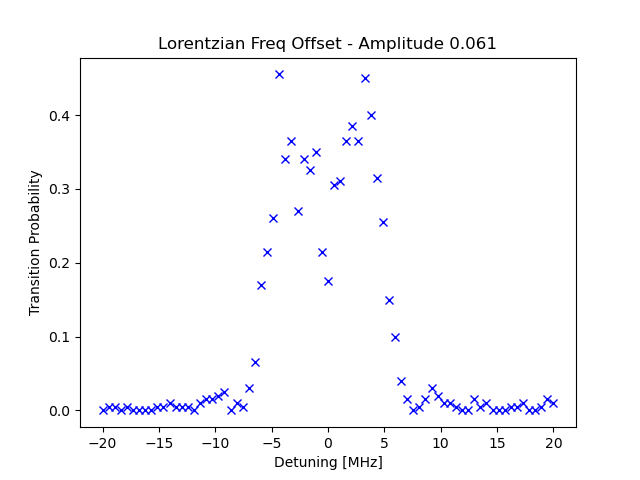 Lorentzian Freq Offset - Amplitude 0.061
Transition Probability
0.4
0.3
0.2
0.1
0.0
−20 −15 −10 −5 0 5 10 15 20
Detuning [MHz]